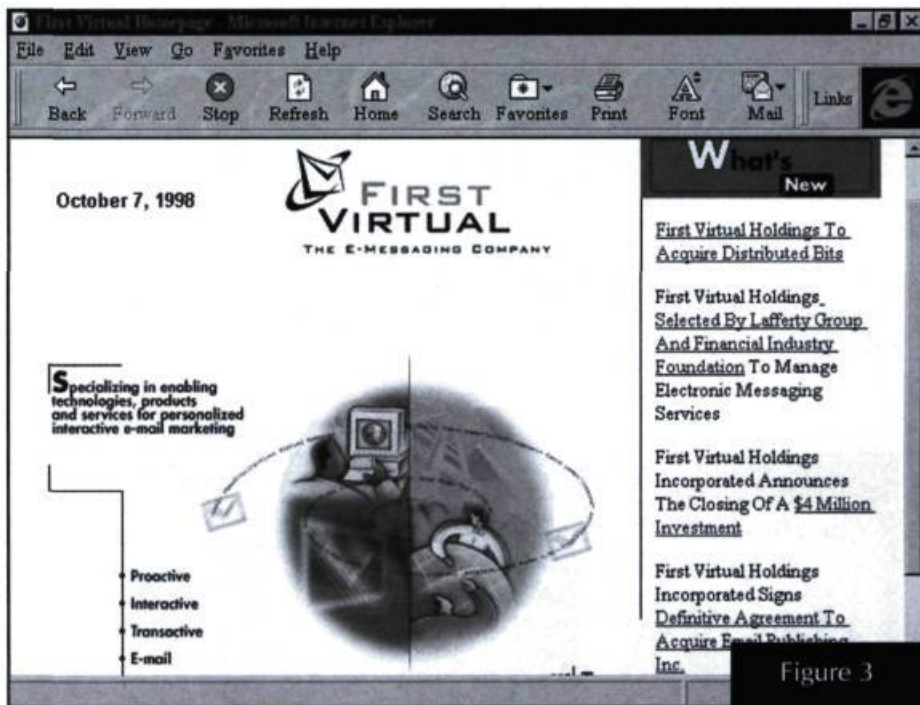 First Virtual Homepage - Microsoft Internet Explorer
File Edit View Go Favorites Help
Back Forward Stop Refresh Home Search Favorites Print Font Mail Links
October 7, 1998
FIRST
VIRTUAL
THE E-MESSAGING COMPANY
Specializing in enabling
technologies, products
and services for personalized
interactive e-mail marketing
Proactive
Interactive
Transactive
E-mail
What's
New
First Virtual Holdings To
Acquire Distributed Bits
First Virtual Holdings
Selected By Lafferty Group
And Financial Industry
Foundation To Manage
Electronic Messaging
Services
First Virtual Holdings
Incorporated Announces
The Closing Of A $4 Million
Investment
First Virtual Holdings
Incorporated Signs
Definitive Agreement To
Acquire Email Publishing
Inc.
Figure 3